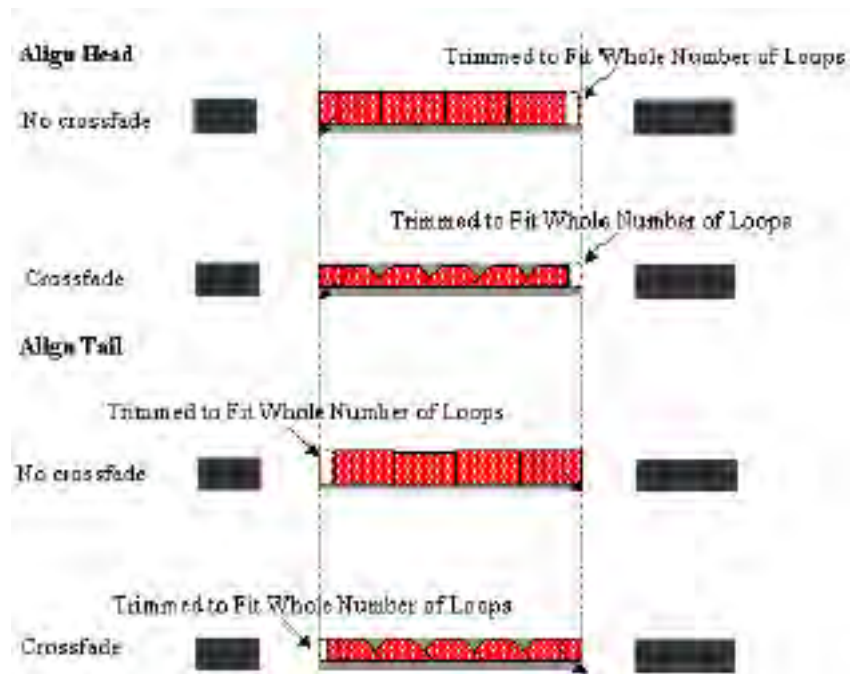 Align Head
Trimmed to Fit Whole Number of Loops
No crossfade
Trimmed to Fit Whole Number of Loops
Crossfade
Align Tail
Trimmed to Fit Whole Number of Loops
No crossfade
Trimmed to Fit Whole Number of Loops
Crossfade